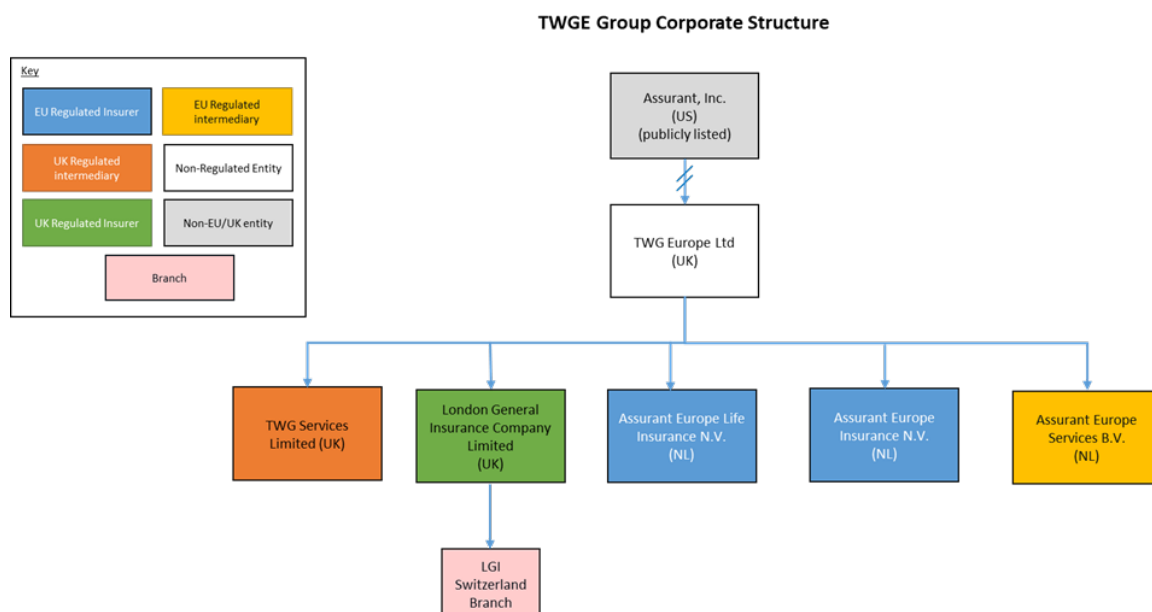 TWGE Group Corporate Structure
Key
EU Regulated Insurer
EU Regulated
intermediary
UK Regulated
intermediary
Non-Regulated Entity
UK Regulated Insurer
Non-EU/UK entity
Branch
Assurant, Inc.
(US)
(publicly listed)
TWG Europe Ltd
(UK)
TWG Services
Limited (UK)
London General
Insurance Company
Limited
(UK)
Assurant Europe Life
Insurance N.V.
(NL)
Assurant Europe
Insurance N.V.
(NL)
Assurant Europe
Services B.V.
(NL)
LGI
Switzerland
Branch